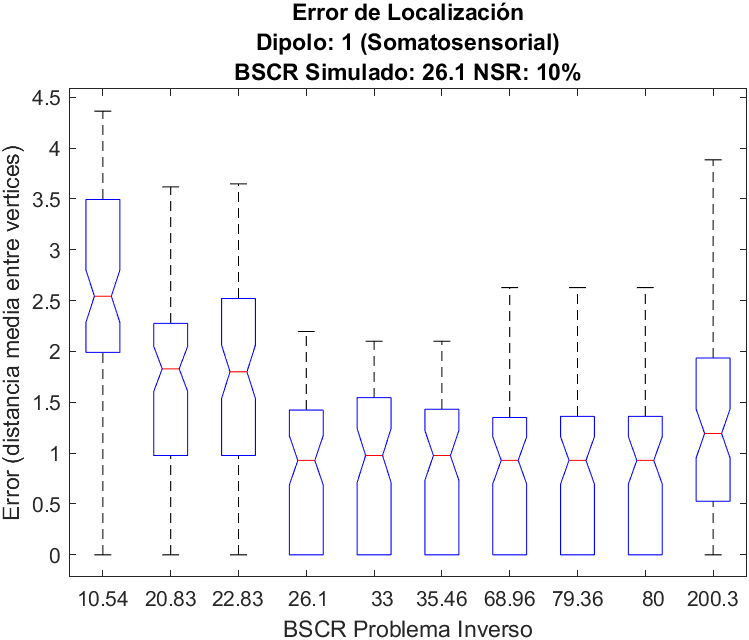 Error de Localización
Dipolo: 1 (Somatosensorial)
BSCR Simulado: 26.1 NSR: 10%
Error (distancia media entre vertices)
4.5
4
3.5
3
2.5
2
1.5
1
0.5
0
10.54 20.83 22.83 26.1 33 35.46 68.96 79.36 80 200.3
BSCR Problema Inverso